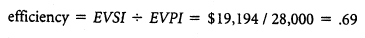 efficiency = EVSI ÷ EVPI = $19,194 / 28,000 = .69